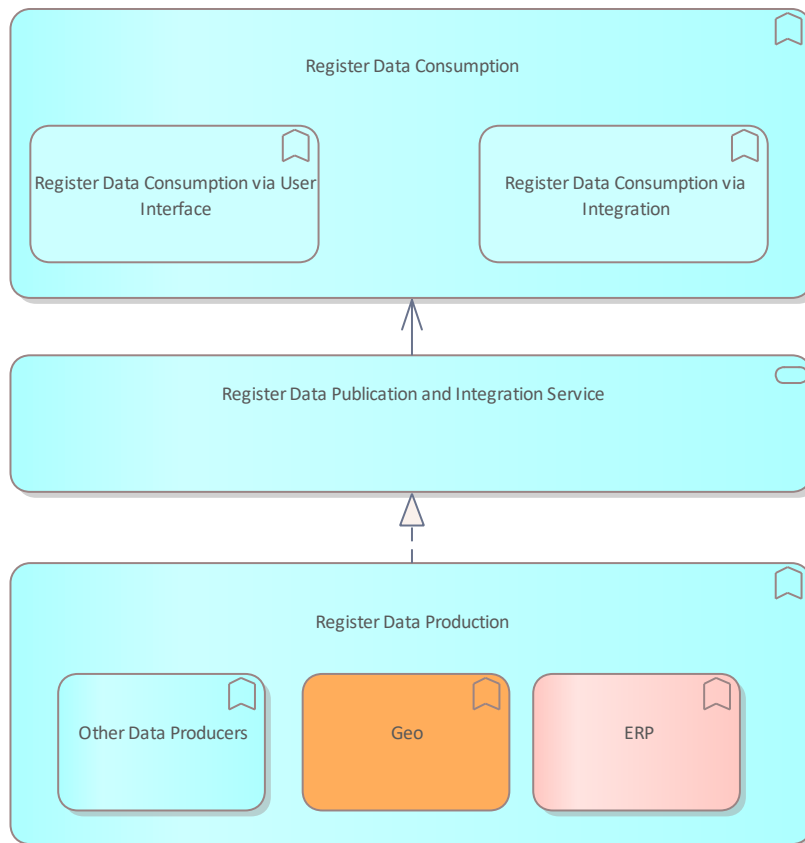 Register Data Consumption
Register Data Consumption via User
Interface
Register Data Consumption via
Integration
Register Data Publication and Integration Service
Register Data Production
Other Data Producers
Geo
ERP